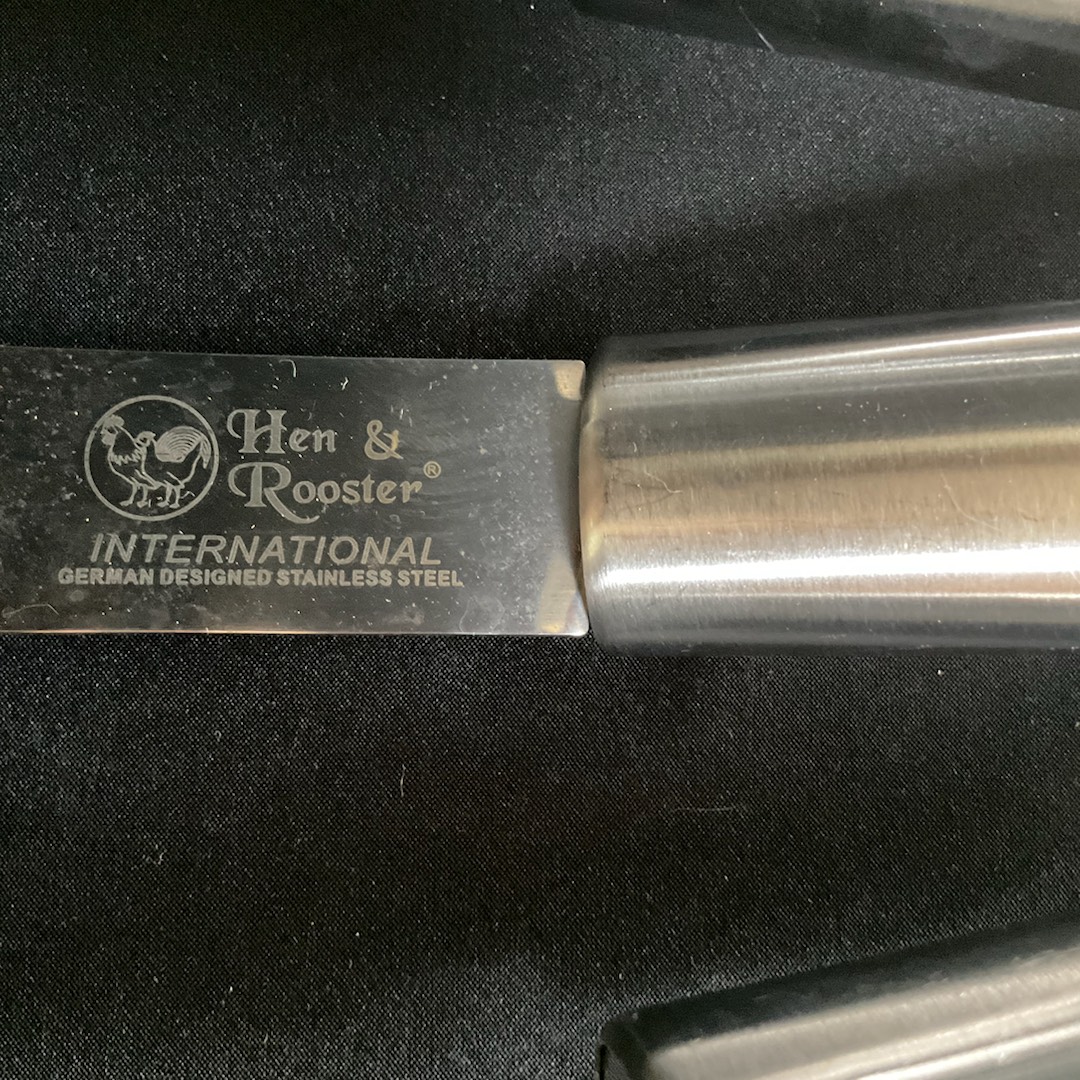 Hen &
Rooster®
INTERNATIONAL
GERMAN DESIGNED STAINLESS STEEL